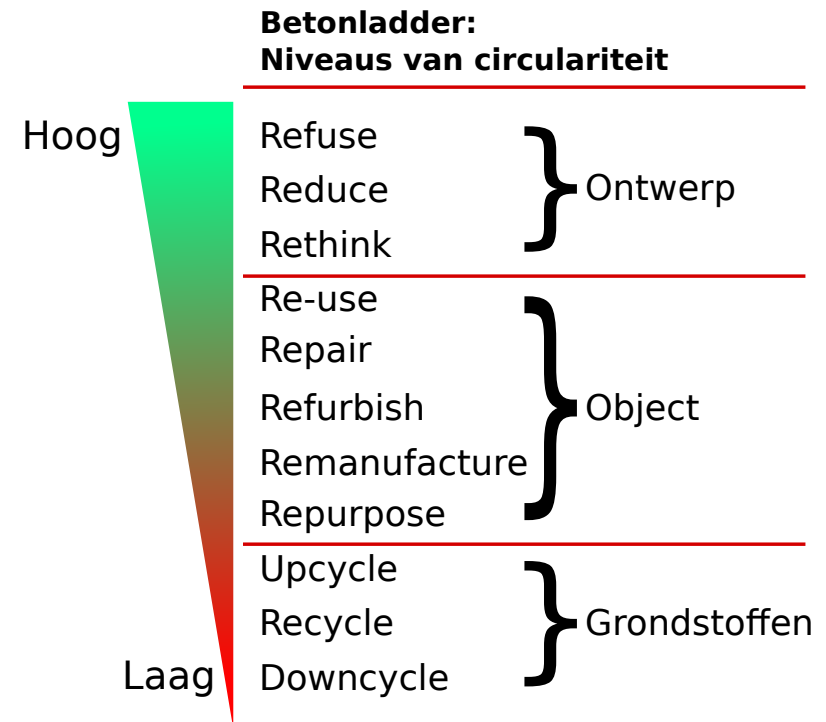 Betonladder:
Niveaus van circulariteit
Hoog
Refuse
Reduce
Rethink
Ontwerp
Re-use
Repair
Refurbish
Remanufacture
Repurpose
Object
Upcycle
Recycle
Downcycle
Grondstoffen
Laag